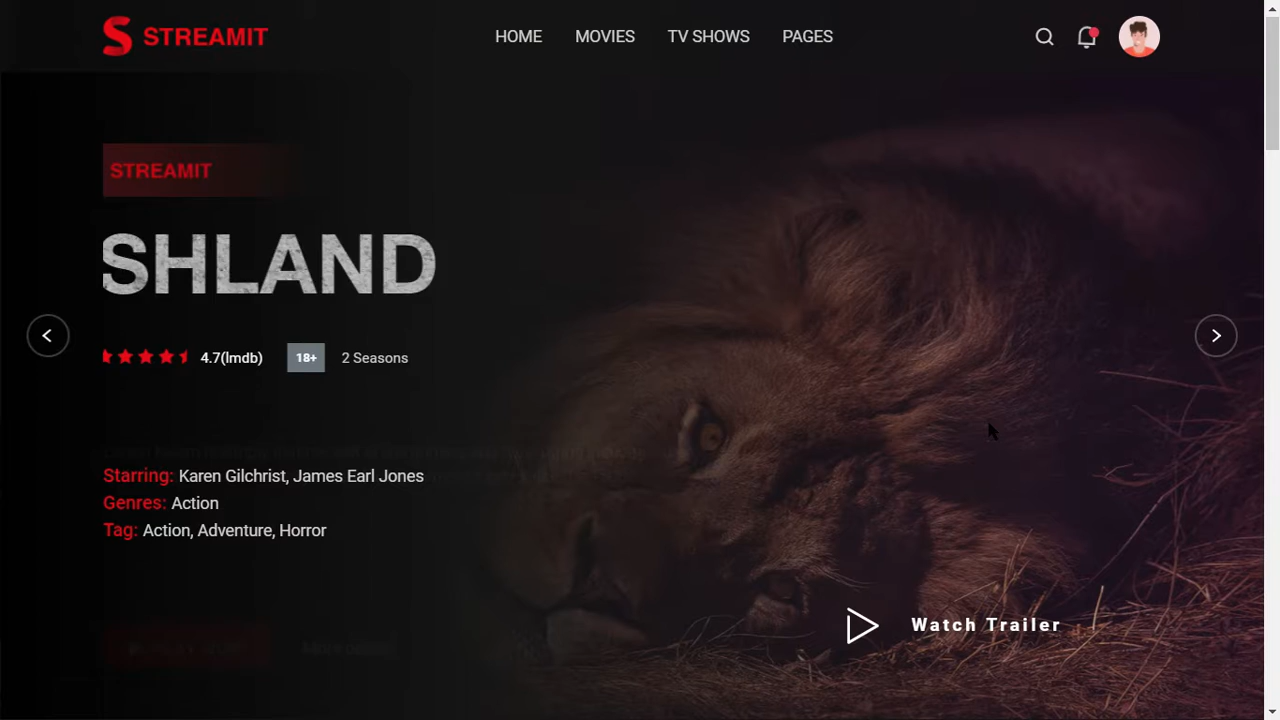 STREAMIT
HOME MOVIES TV SHOWS PAGES
STREAMIT
SHLAND
4.7(Imdb) 18+ 2 Seasons
Starring: Karen Gilchrist, James Earl Jones
Genres: Action
Tag: Action, Adventure, Horror
Watch Trailer